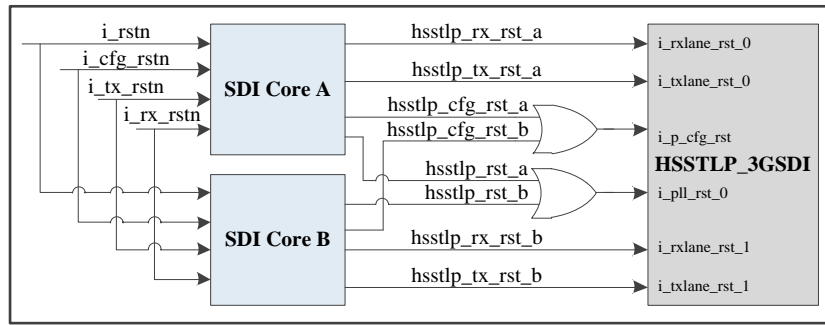 i_rstn
i_cfg_rstn
i_tx_rstn
i_rx_rstn
SDI Core A
SDI Core B
hsstlp_rx_rst_a
hsstlp_tx_rst_a
hsstlp_cfg_rst_a
hsstlp_cfg_rst_b
hsstlp_rst_a
hsstlp_rst_b
hsstlp_rx_rst_b
hsstlp_tx_rst_b
i_rxlane_rst_0
i_txlane_rst_0
i_p_cfg_rst
HSSTLP_3GSDI
i_pll_rst_0
i_rxlane_rst_1
i_txlane_rst_1